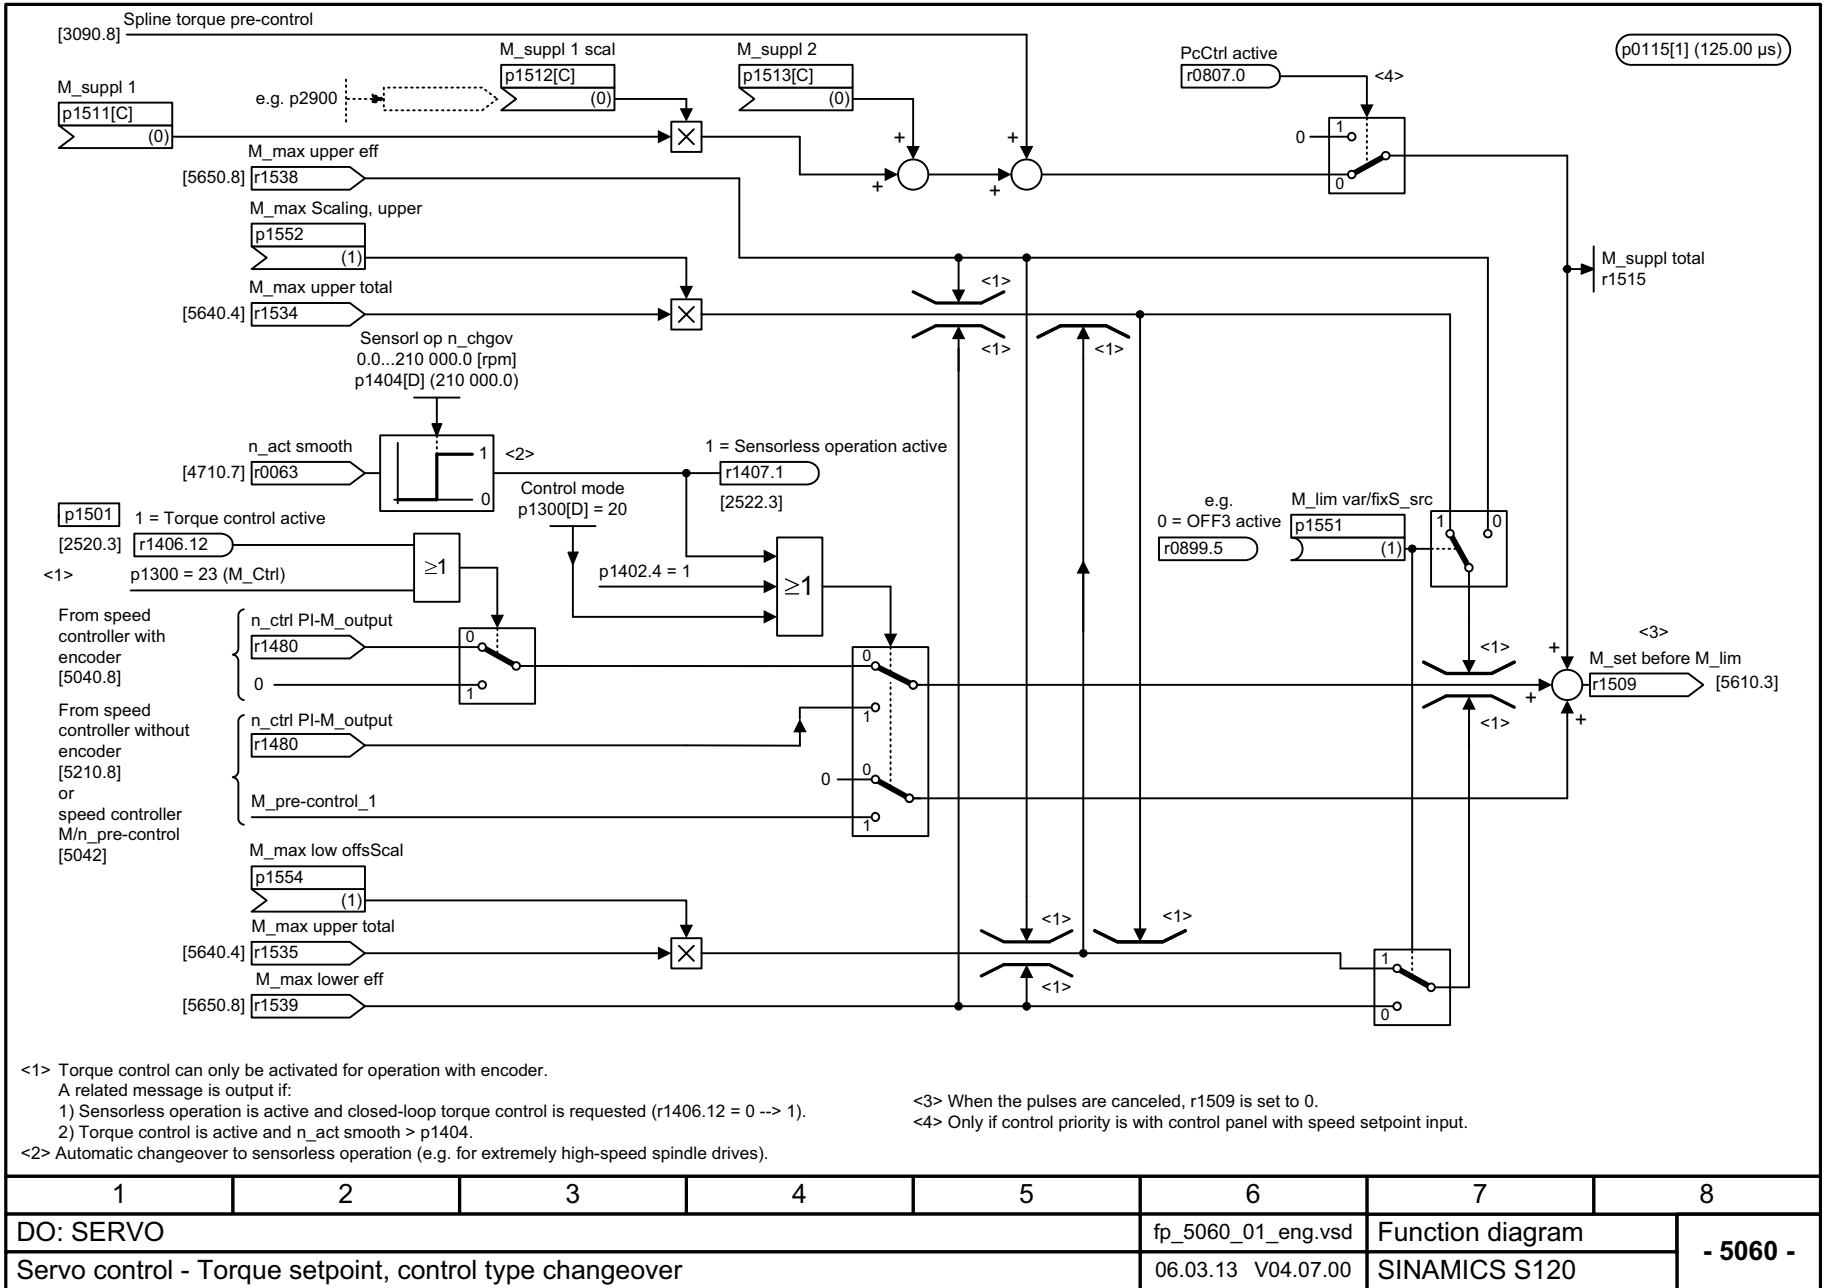 Spline torque pre-control
[3090.8]
M_suppl 1 scal
p1512[C]
(0)
M_suppl 2
p1513[C]
(0)
PcCtrl active
r0807.0
<4>
p0115[1] (125.00 µs)
M_suppl 1
p1511[C]
(0)
e.g. p2900
+
+
+
+
0
1
0
M_max upper eff
[5650.8]
r1538
M_max Scaling, upper
p1552
(1)
M_max upper total
[5640.4]
r1534
<1>
<1>
<1>
M_suppl total
r1515
Sensorl op n_chgov
0.0...210 000.0 [rpm]
p1404[D] (210 000.0)
n_act smooth
[4710.7]
r0063
1
0
<2>
1 = Sensorless operation active
r1407.1
[2522.3]
Control mode
p1300[D] = 20
p1402.4 = 1
≥1
e.g.
0 = OFF3 active
r0899.5
M_lim var/fixS_src
p1551
(1)
1
0
p1501
1 = Torque control active
[2520.3]
r1406.12
<1>
p1300 = 23 (M_Ctrl)
≥1
From speed
controller with
encoder
[5040.8]
n_ctrl PI-M_output
r1480
0
0
1
From speed
controller without
encoder
[5210.8]
or
speed controller
M/n_pre-control
[5042]
n_ctrl PI-M_output
r1480
M_pre-control_1
0
1
0
0
1
<1>
<1>
+
+
+
<3>
M_set before M_lim
r1509
[5610.3]
M_max low offsScal
p1554
(1)
M_max upper total
[5640.4]
r1535
M_max lower eff
[5650.8]
r1539
<1>
<1>
<1>
1
0
<1> Torque control can only be activated for operation with encoder.
A related message is output if:
1) Sensorless operation is active and closed-loop torque control is requested (r1406.12 = 0 --> 1).
2) Torque control is active and n_act smooth > p1404.
<2> Automatic changeover to sensorless operation (e.g. for extremely high-speed spindle drives).
<3> When the pulses are canceled, r1509 is set to 0.
<4> Only if control priority is with control panel with speed setpoint input.
1 2 3 4 5 6 7 8
DO: SERVO
fp_5060_01_eng.vsd
Function diagram
- 5060 -
Servo control - Torque setpoint, control type changeover
06.03.13 V04.07.00
SINAMICS S120